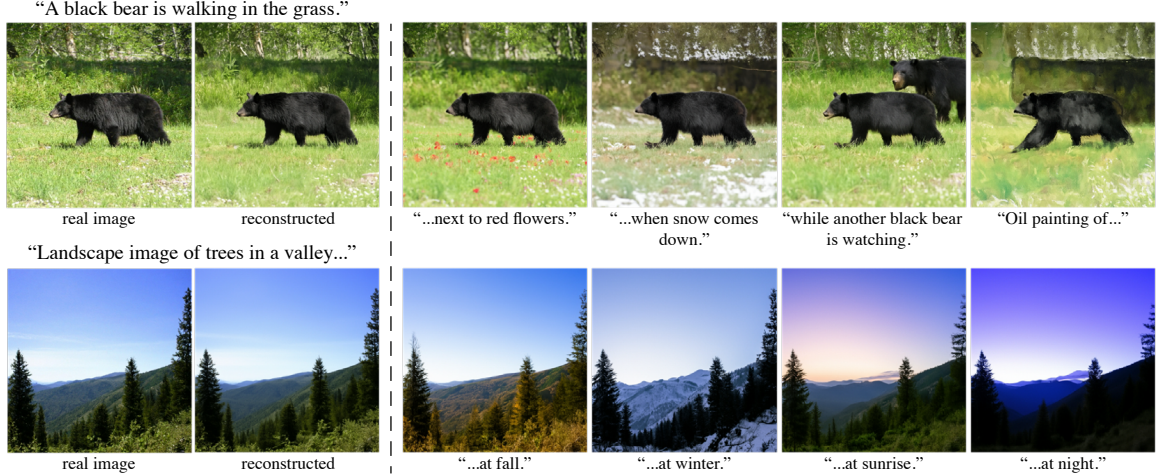 “A black bear is walking in the grass.”
real image
reconstructed
“...next to red flowers.”
“...when snow comes
down.”
“while another black bear
is watching.”
“Oil painting of...”
“Landscape image of trees in a valley...”
real image
reconstructed
“...at fall.”
“...at winter.”
“...at sunrise.”
“...at night.”